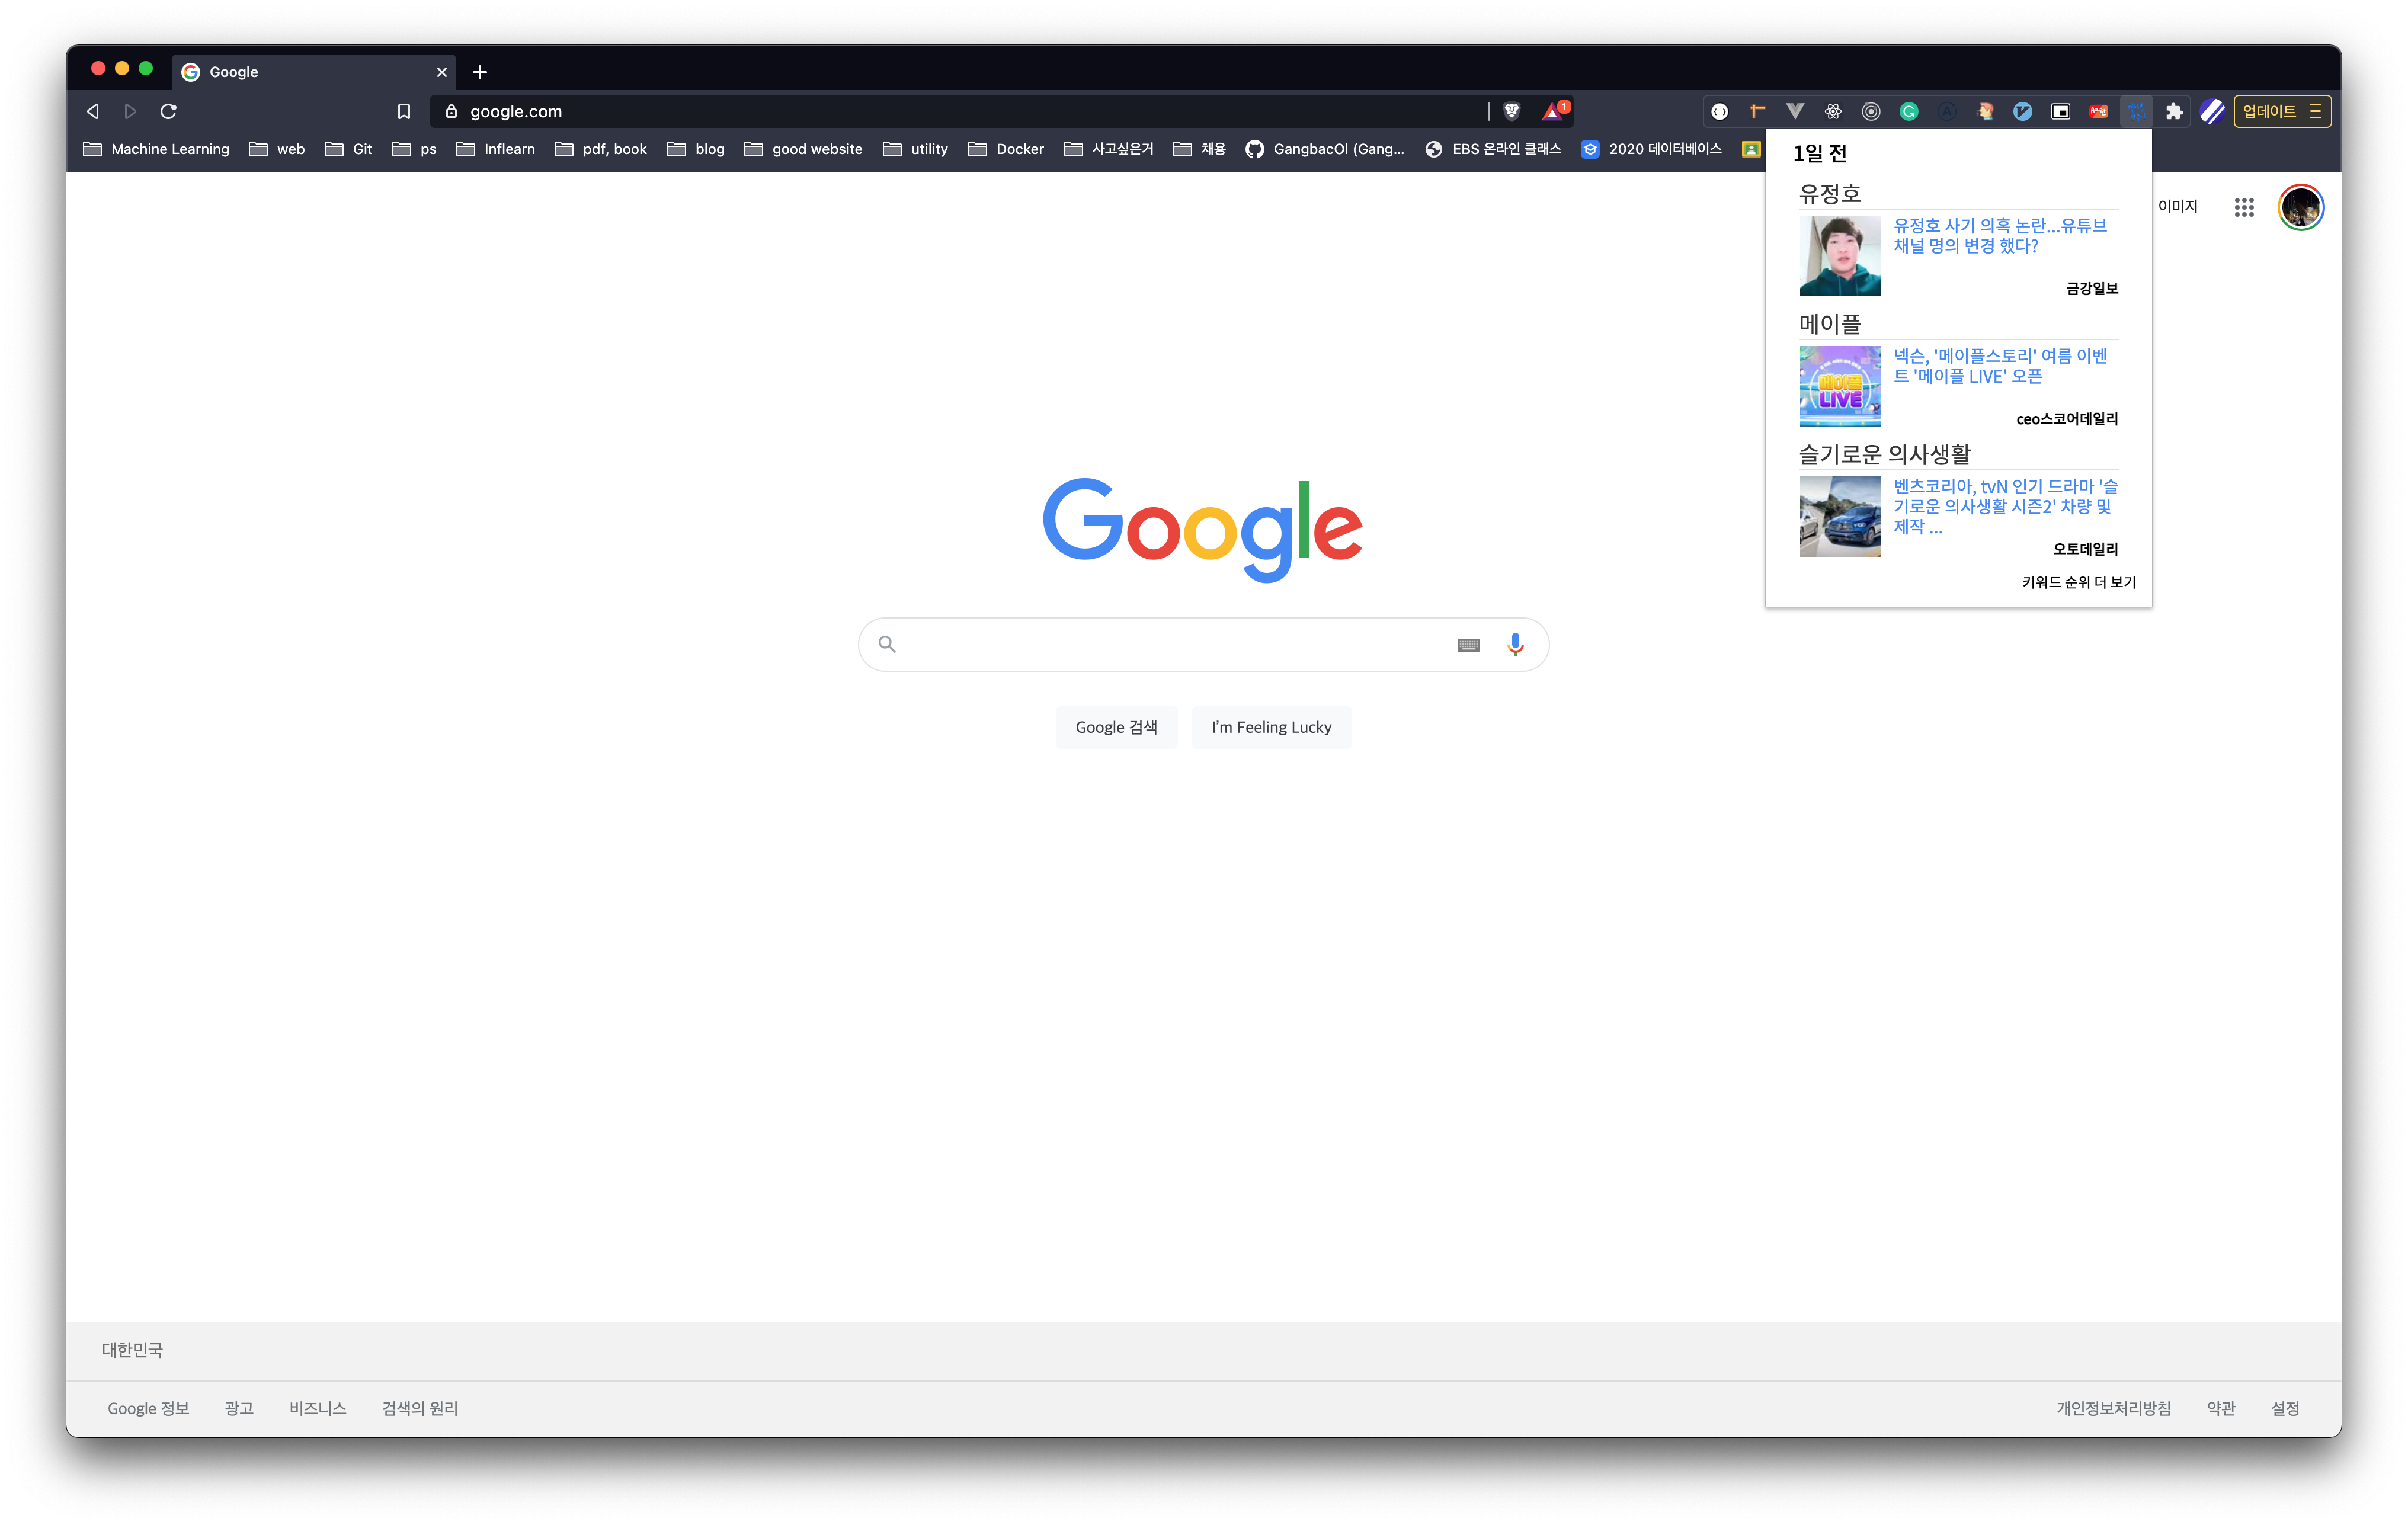 Google
google.com
1
업데이트
Machine Learning
web
Git
ps
Inflearn
pdf, book
blog
good website
utility
Docker
사고싶은거
채용
GangbacOI (Gang...
EBS 온라인 클래스
2020 데이터베이스
1일 전
유정호
유정호 사기 의혹 논란...유튜브
채널 명의 변경 했다?
금강일보
메이플
메이플
LIVE
넥슨, '메이플스토리' 여름 이벤
트 '메이플 LIVE' 오픈
ceo스코어데일리
슬기로운 의사생활
벤츠코리아, tvN 인기 드라마 '슬
기로운 의사생활 시즌2' 차량 및
제작 ...
오토데일리
키워드 순위 더 보기
이미지
Google
Google 검색
I'm Feeling Lucky
대한민국
Google 정보
광고
비즈니스
검색의 원리
개인정보처리방침
약관
설정